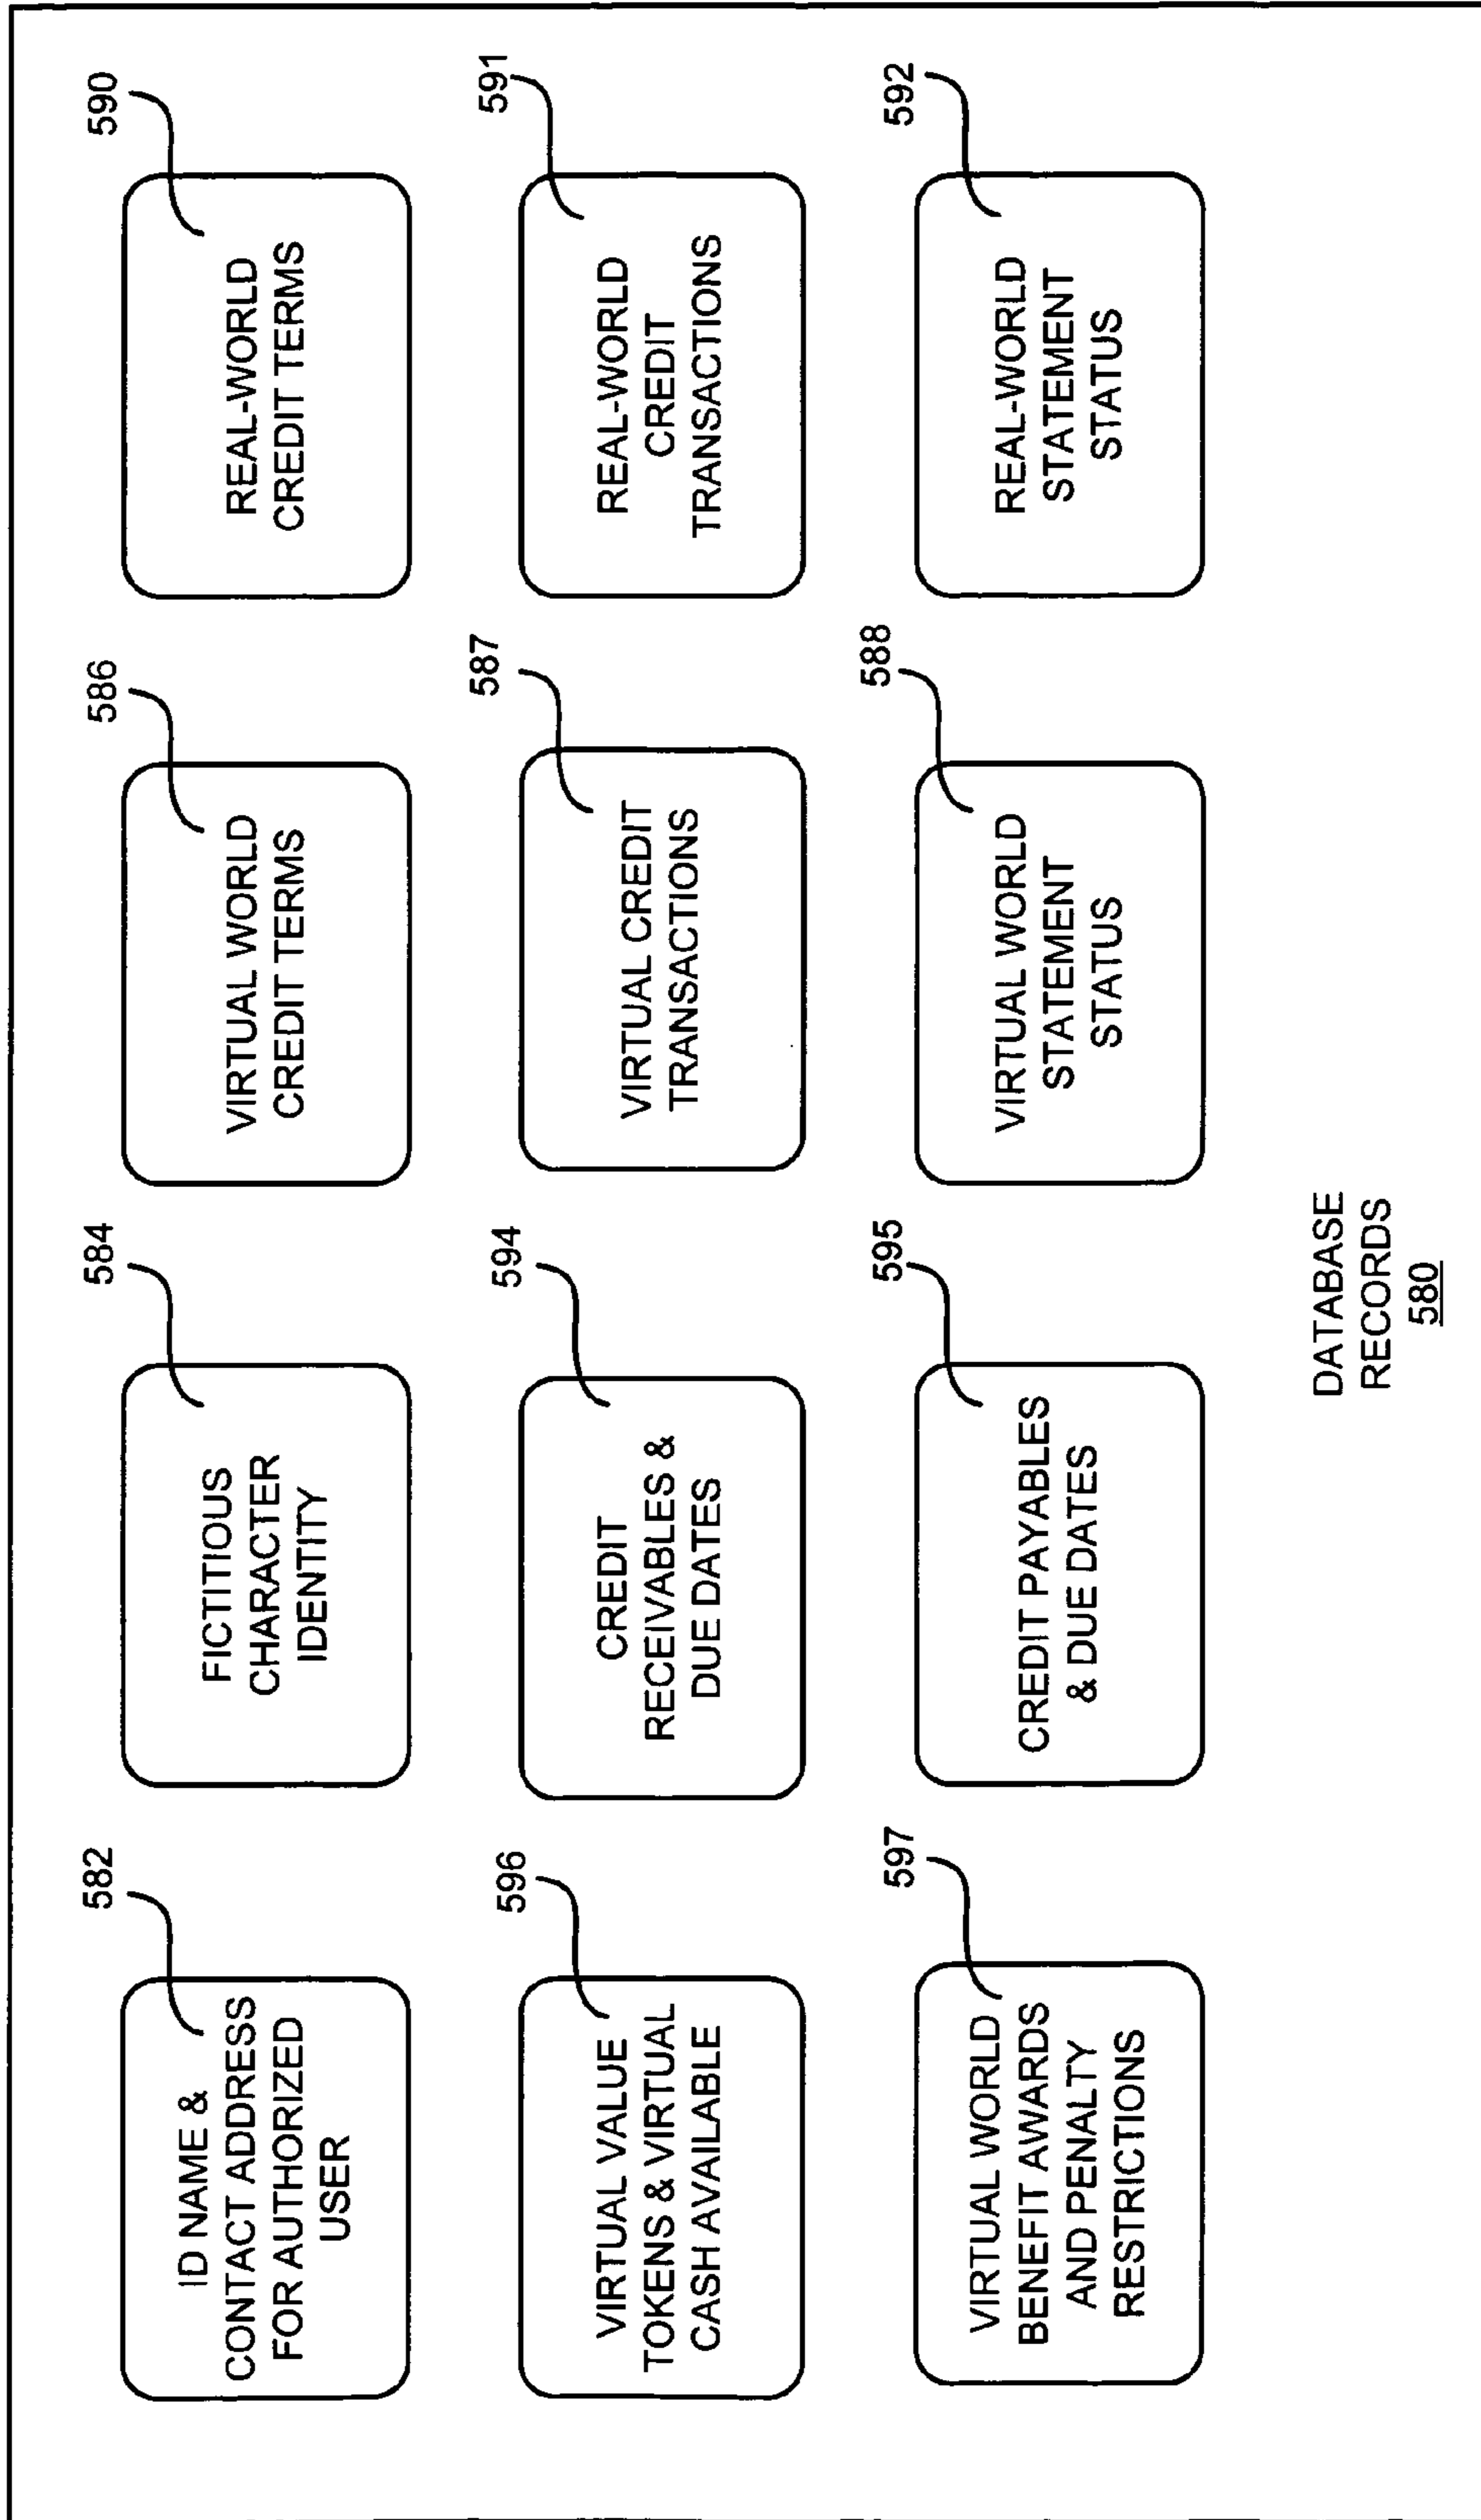 582
ID NAME &
CONTACT ADDRESS
FOR AUTHORIZED
USER
584
FICTITIOUS
CHARACTER
IDENTITY
586
VIRTUAL WORLD
CREDIT TERMS
590
REAL-WORLD
CREDIT TERMS
596
VIRTUAL VALUE
TOKENS & VIRTUAL
CASH AVAILABLE
594
CREDIT
RECEIVABLES &
DUE DATES
587
VIRTUAL CREDIT
TRANSACTIONS
591
REAL-WORLD
CREDIT
TRANSACTIONS
597
VIRTUAL WORLD
BENEFIT AWARDS
AND PENALTY
RESTRICTIONS
595
CREDIT PAYABLES
& DUE DATES
588
VIRTUAL WORLD
STATEMENT
STATUS
592
REAL-WORLD
STATEMENT
STATUS
DATABASE
RECORDS
580